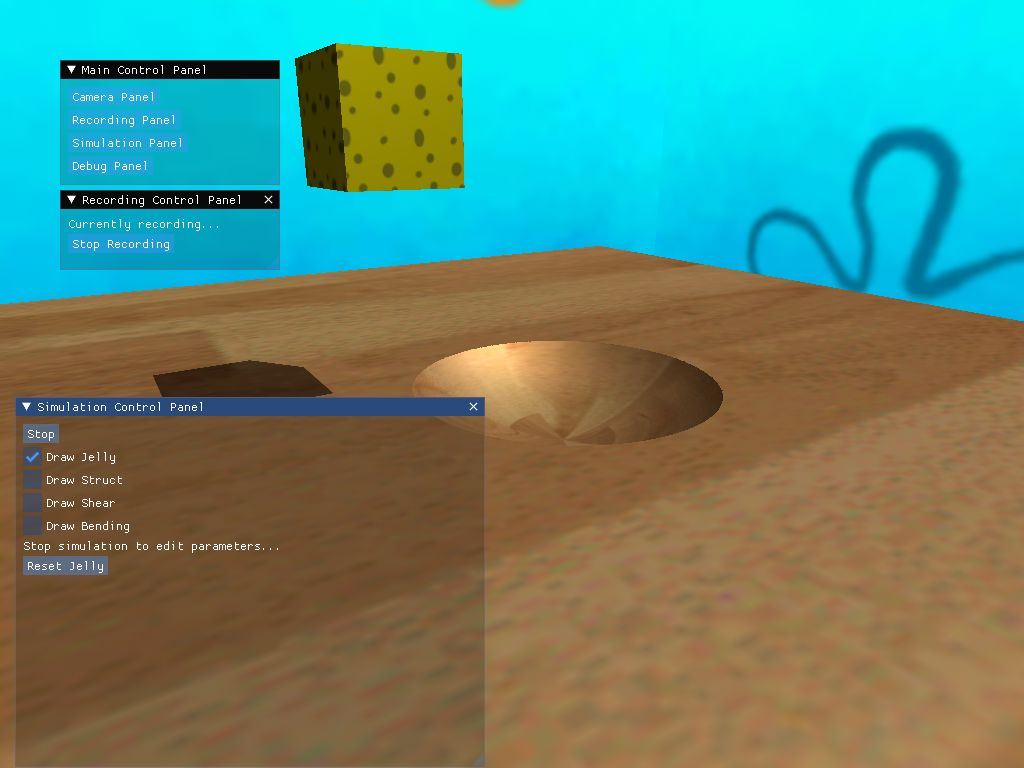 Main Control Panel
Camera Panel
Recording Panel
Simulation Panel
Debug Panel
Recording Control Panel
Currently recording...
Stop Recording
Simulation Control Panel
Stop
Draw Jelly
Draw Struct
Draw Shear
Draw Bending
Stop simulation to edit parameters...
Reset Jelly